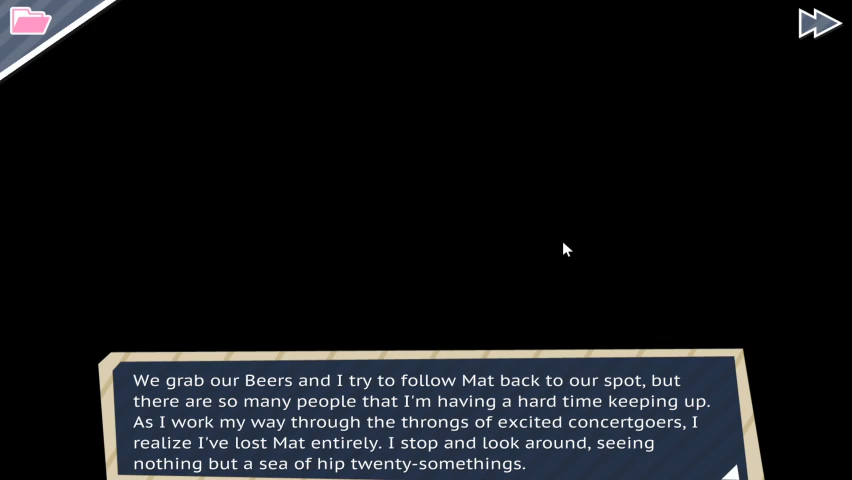 We grab our Beers and I try to follow Mat back to our spot, but
there are so many people that I'm having a hard time keeping up.
As I work my way through the throngs of excited concertgoers, I
realize I've lost Mat entirely. I stop and look around, seeing
nothing but a sea of hip twenty-somethings.